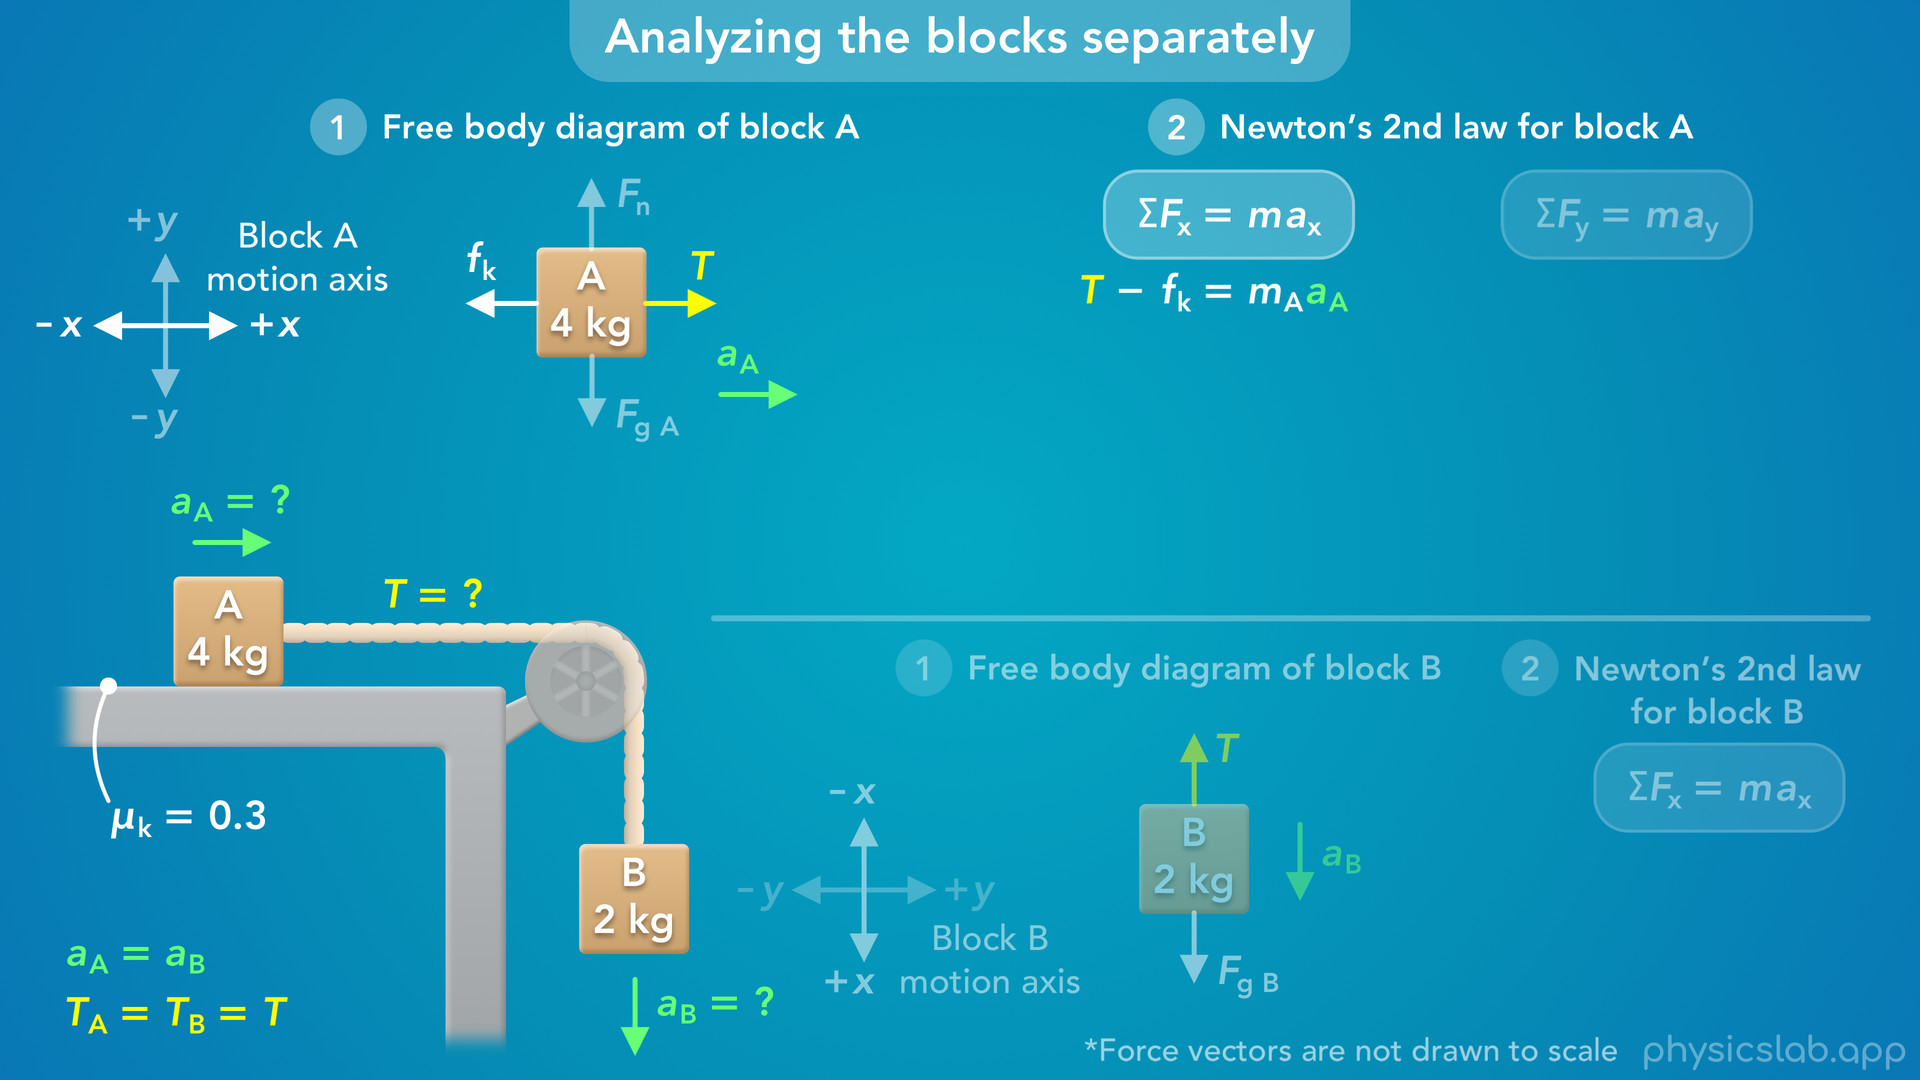 Analyzing the blocks separately
1 Free body diagram of block A
2 Newton's 2nd law for block A
+y
Block A
motion axis
-x
+x
-y
Fn
fk
A
4 kg
T
aA
Fg A
ΣFx = max
ΣFy = may
T - fk = mAaA
aA = ?
A
4 kg
T = ?
μk = 0.3
B
2 kg
aB = ?
aA = aB
TA = TB = T
1 Free body diagram of block B
2 Newton's 2nd law
for block B
-x
-y
+y
+x
Block B
motion axis
T
B
2 kg
aB
Fg B
ΣFx = max
*Force vectors are not drawn to scale
physicslab.app